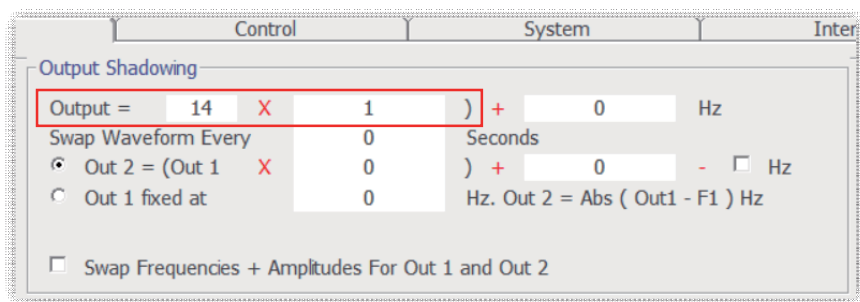 Control System Inter
Output Shadowing
Output = 14 X 1 ) + 0 Hz
Swap Waveform Every 0 Seconds
Out 2 = (Out 1 X 0 ) + 0 - Hz
Out 1 fixed at 0 Hz. Out 2 = Abs ( Out1 - F1 ) Hz
Swap Frequencies + Amplitudes For Out 1 and Out 2